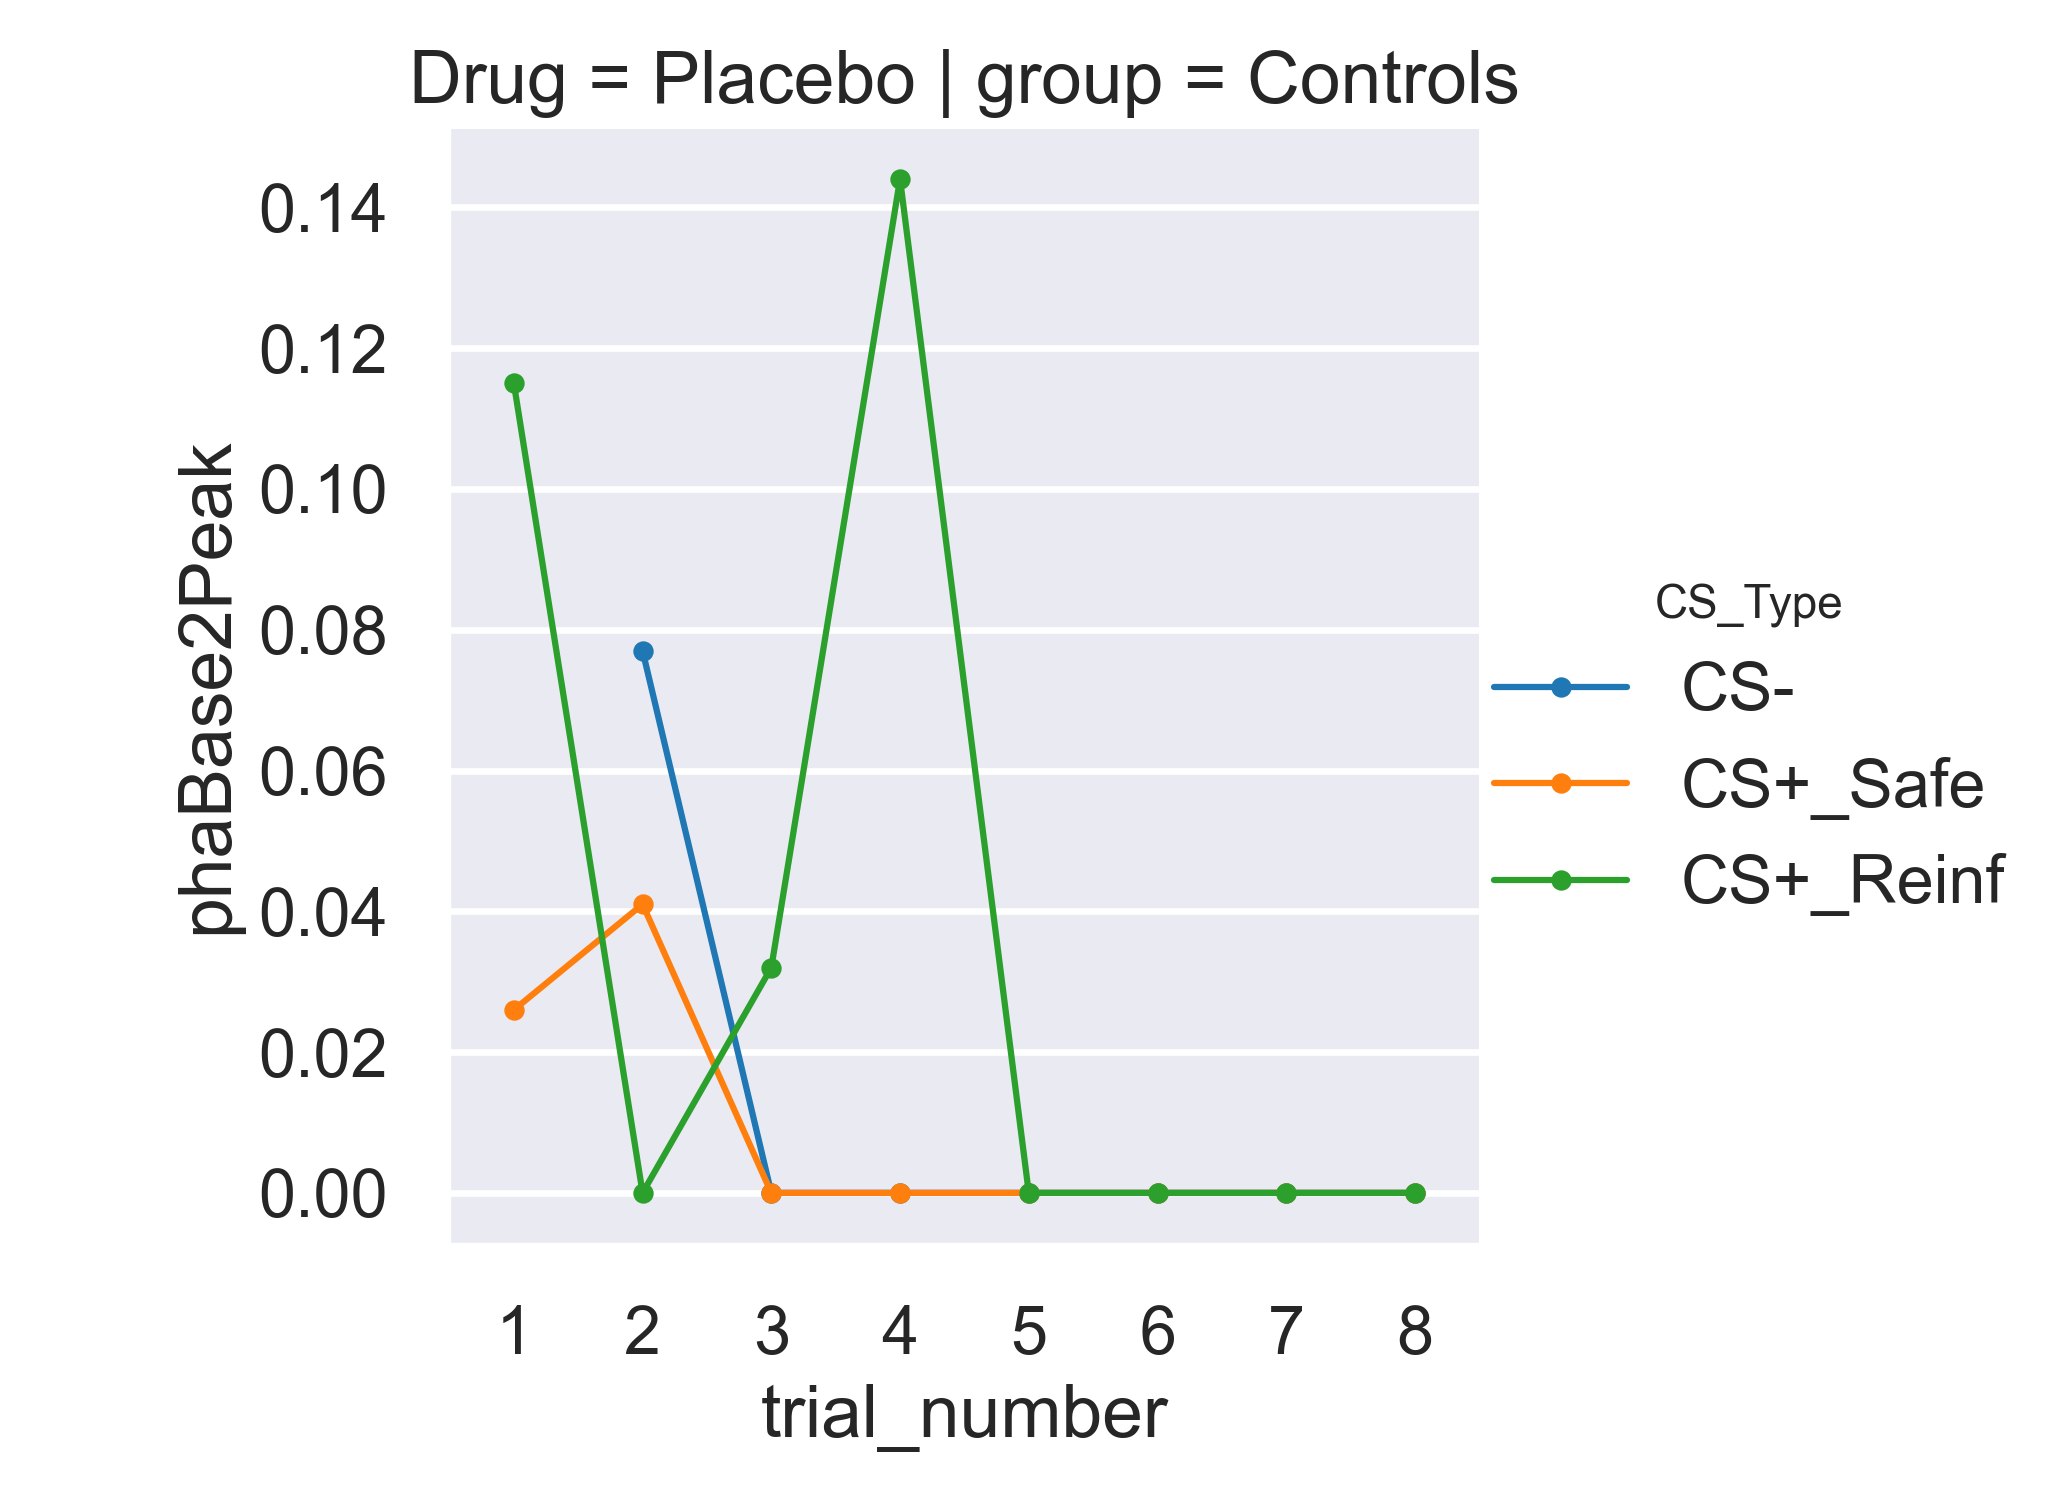 Drug = Placebo | group = Controls
phaBase2Peak
0.14
0.12
0.10
0.08
0.06
0.04
0.02
0.00
1 2 3 4 5 6 7 8
trial_number
CS_Type
CS-
CS+_Safe
CS+_Reinf